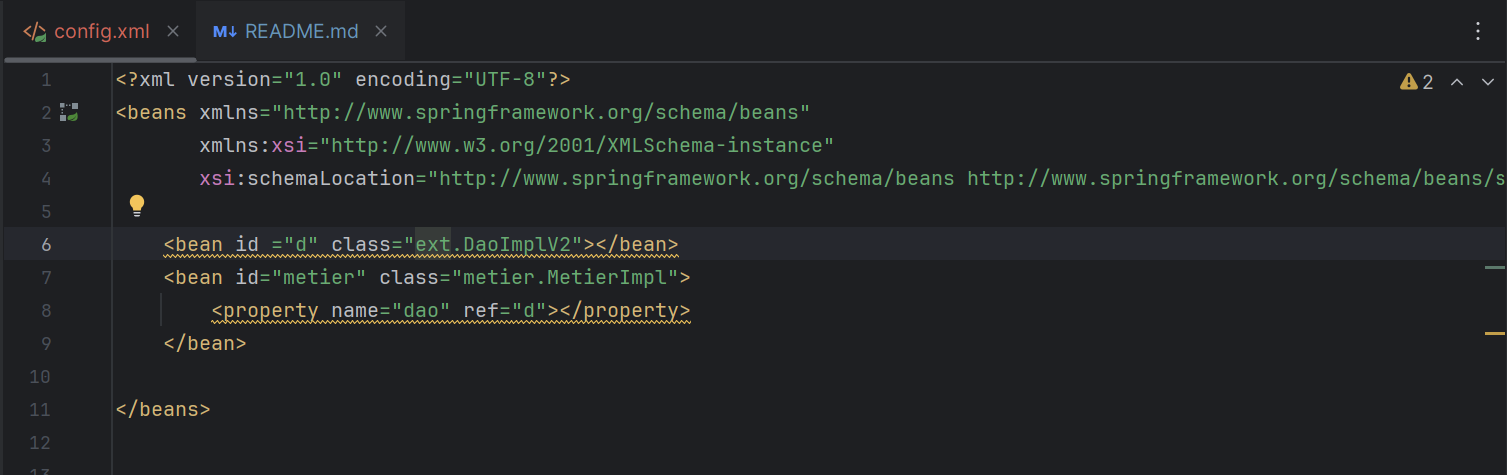 config.xml
M↓ README.md
1 <?xml version="1.0" encoding="UTF-8"?>
2
2 <beans xmlns="http://www.springframework.org/schema/beans"
3 xmlns:xsi="http://www.w3.org/2001/XMLSchema-instance"
4 xsi:schemaLocation="http://www.springframework.org/schema/beans http://www.springframework.org/schema/beans/s
5
6 <bean id ="d" class="ext.DaoImplV2"></bean>
7 <bean id="metier" class="metier.MetierImpl">
8 <property name="dao" ref="d"></property>
9 </bean>
10
11 </beans>
12
13